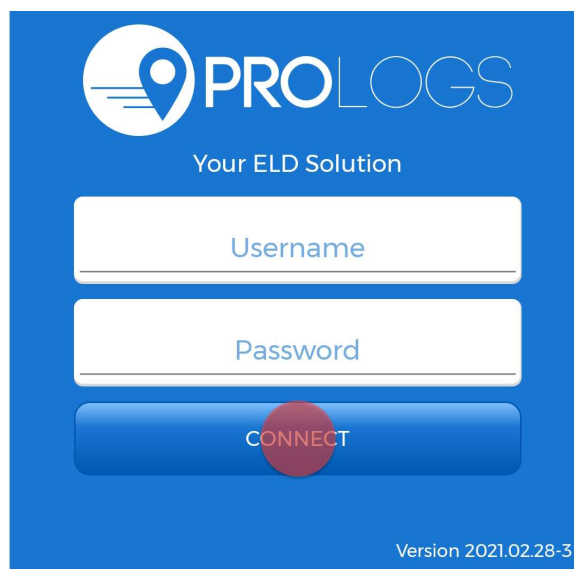 PROLOGS
Your ELD Solution
Username
Password
CONNECT
Version 2021.02.28-3